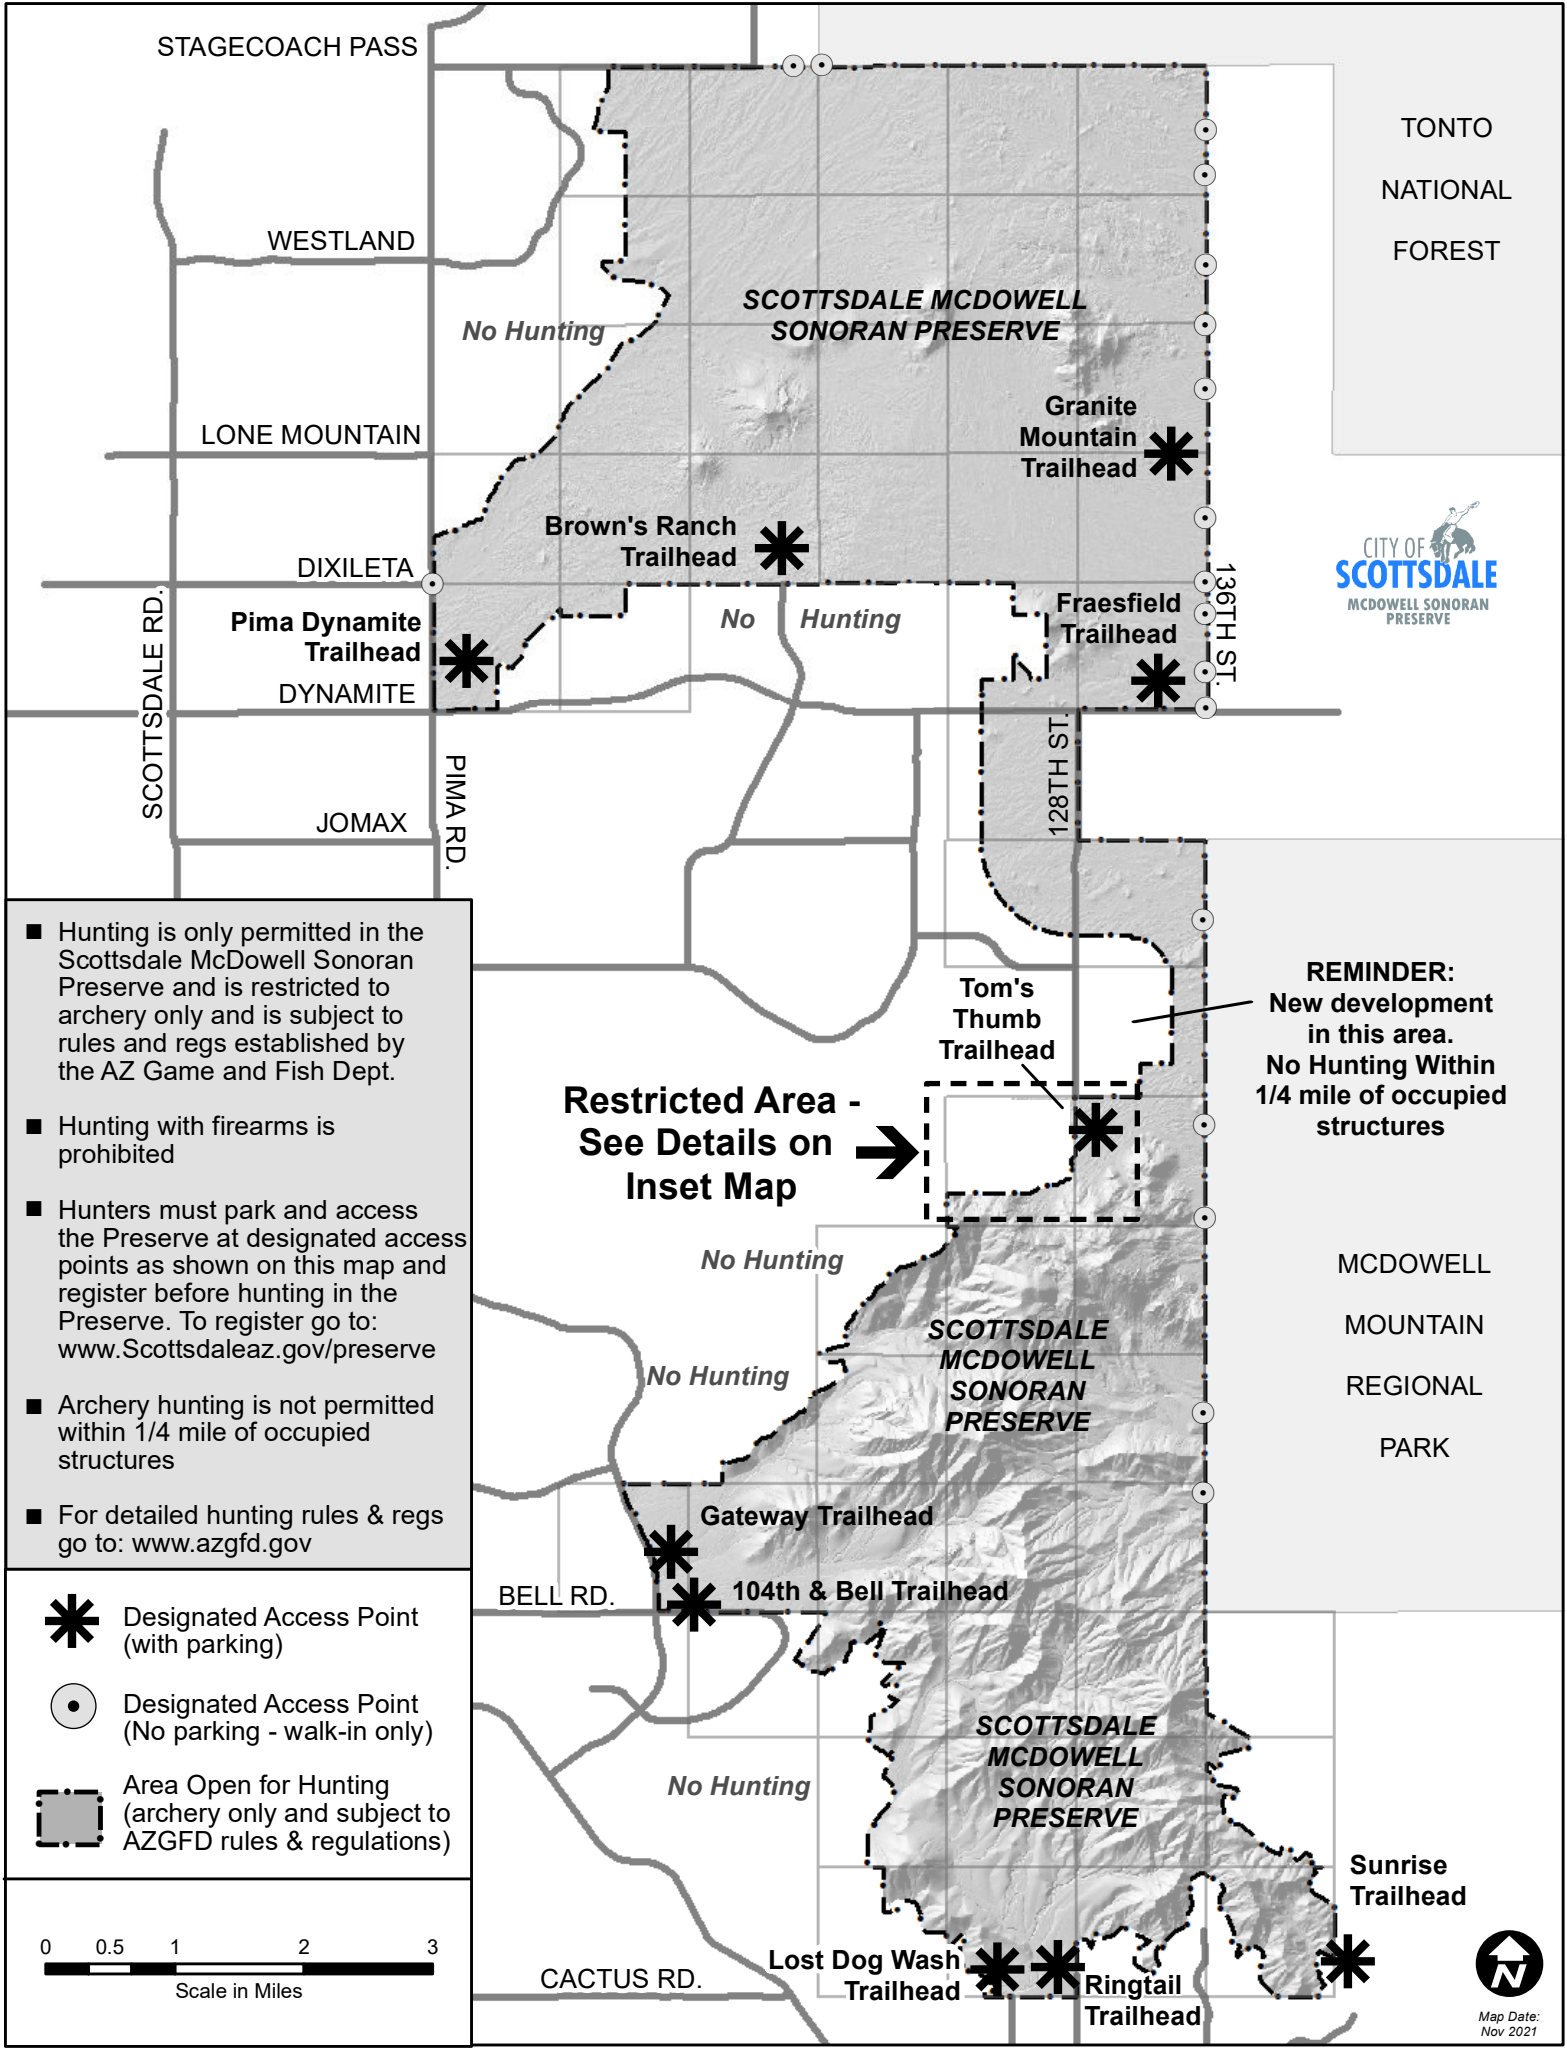 STAGECOACH PASS
TONTO
NATIONAL
FOREST
WESTLAND
SCOTTSDALE MCDOWELL
SONORAN PRESERVE
No Hunting
Granite
Mountain
Trailhead
LONE MOUNTAIN
Brown's Ranch
Trailhead
CITY OF
SCOTTSDALE
MCDOWELL SONORAN
PRESERVE
DIXILETA
136TH ST.
Fraesfield
Trailhead
No Hunting
Pima Dynamite
Trailhead
SCOTTSDALE RD.
DYNAMITE
128TH ST.
PIMA RD.
JOMAX
■ Hunting is only permitted in the
Scottsdale McDowell Sonoran
Preserve and is restricted to
archery only and is subject to
rules and regs established by
the AZ Game and Fish Dept.
■ Hunting with firearms is
prohibited
■ Hunters must park and access
the Preserve at designated access
points as shown on this map and
register before hunting in the
Preserve. To register go to:
www.Scottsdaleaz.gov/preserve
■ Archery hunting is not permitted
within 1/4 mile of occupied
structures
■ For detailed hunting rules & regs
go to: www.azgfd.gov
Tom's
Thumb
Trailhead
REMINDER:
New development
in this area.
No Hunting Within
1/4 mile of occupied
structures
Restricted Area -
See Details on
Inset Map
No Hunting
MCDOWELL
MOUNTAIN
REGIONAL
PARK
SCOTTSDALE
MCDOWELL
SONORAN
PRESERVE
No Hunting
Gateway Trailhead
104th & Bell Trailhead
BELL RD.
Designated Access Point
(with parking)
Designated Access Point
(No parking - walk-in only)
Area Open for Hunting
(archery only and subject to
AZGFD rules & regulations)
SCOTTSDALE
MCDOWELL
SONORAN
PRESERVE
No Hunting
Sunrise
Trailhead
0 0.5 1 2 3
Scale in Miles
CACTUS RD.
Lost Dog Wash
Trailhead
Ringtail
Trailhead
N
Map Date:
Nov 2021